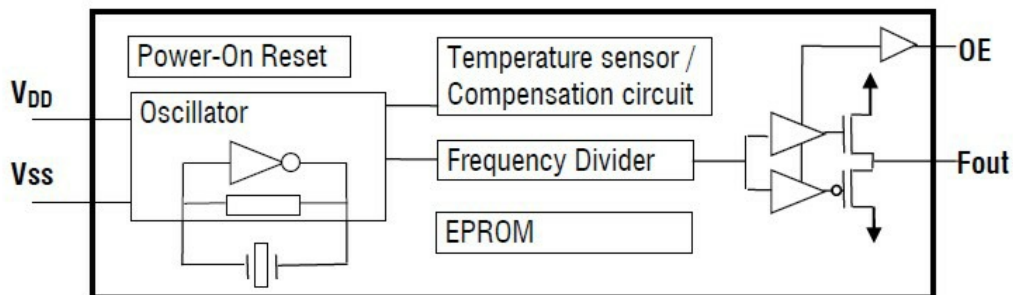 Power-On Reset
Temperature sensor /
Compensation circuit
OE
VDD
Oscillator
Vss
Frequency Divider
Fout
EPROM